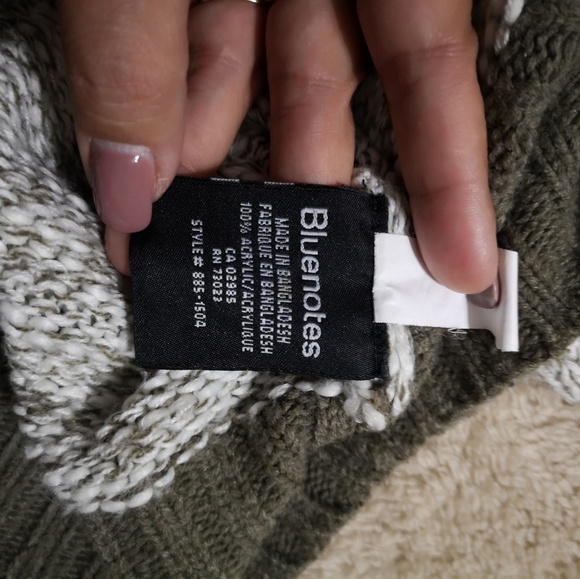 Bluenotes
MADE IN BANGLADESH
FABRIQUE EN BANGLADESH
100% ACRYLIC/ACRYLIQUE
CA 02985
RN 73023
STYLE# 885-1504